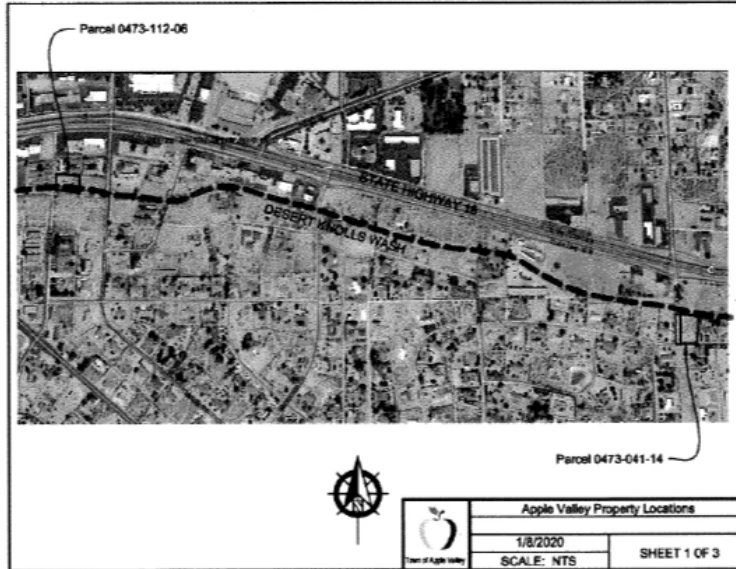 Parcel 0473-112-06
STATE HIGHWAY 18
DESERT KNOLLS WASH
Parcel 0473-041-14
N
Town of Apple Valley
Apple Valley Property Locations
1/8/2020
SCALE: NTS
SHEET 1 OF 3